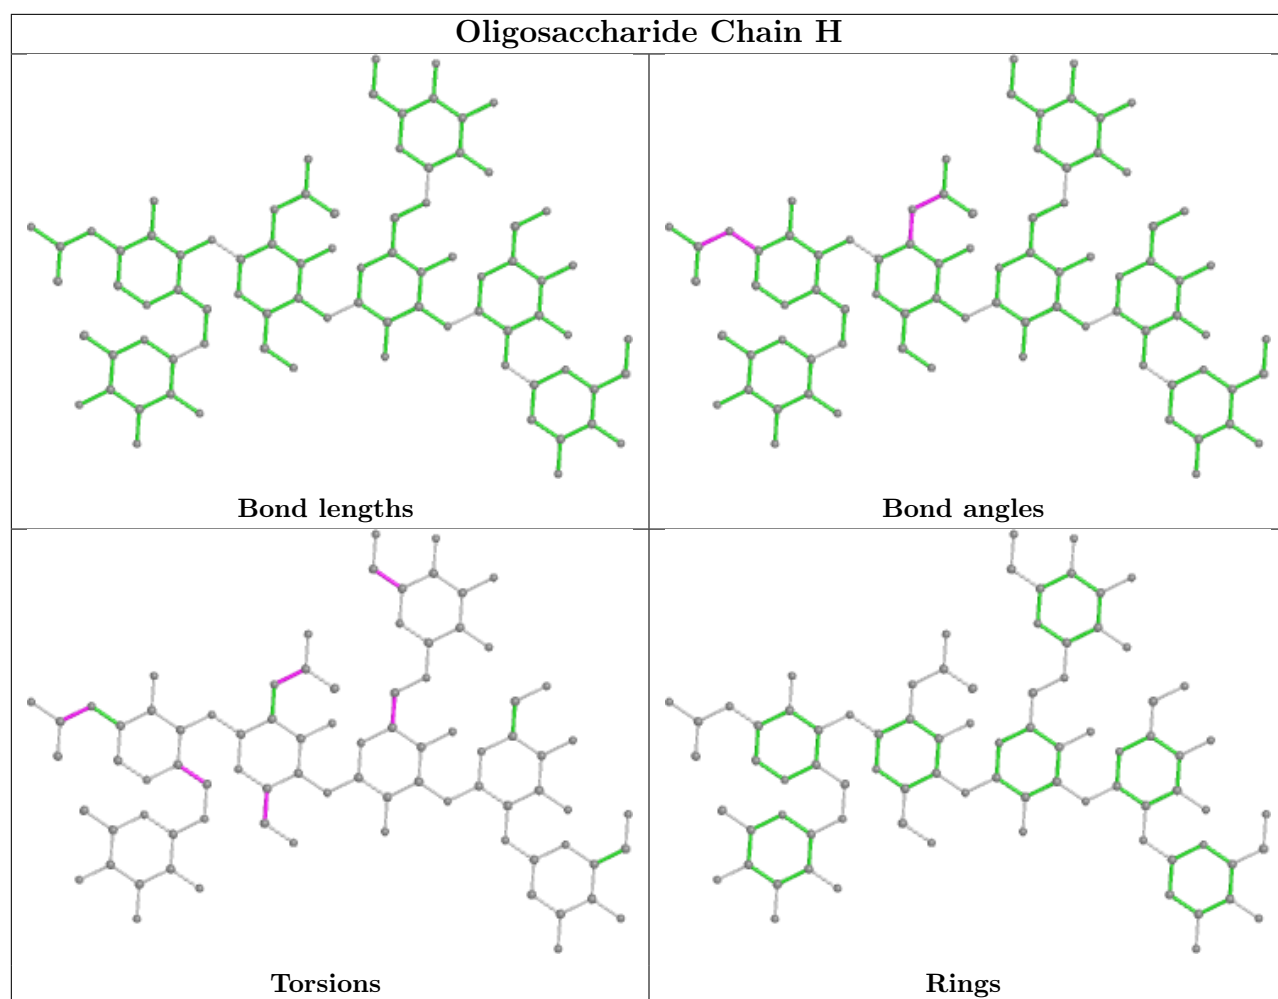 Oligosaccharide Chain H
Bond lengths
Bond angles
Torsions
Rings